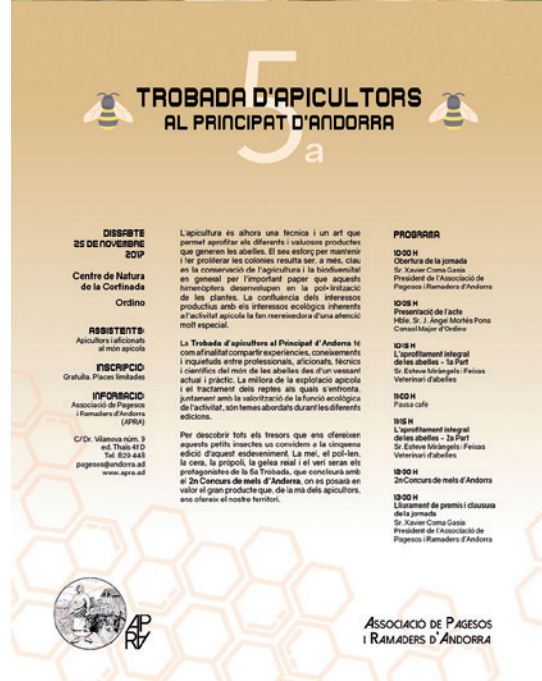 5a
TROBADA D'APICULTORS
AL PRINCIPAT D'ANDORRA
DISSABTE
25 DE NOVEMBRE
2017
Centre de Natura
de la Cortinada
Ordino
ASSISTENTS:
Apicultors i aficionats
al món apícola
INSCRIPCIÓ:
Gratuïta. Places limitades
INFORMACIÓ:
Associació de Pagesos
i Ramaders d'Andorra
(APRA)
C/ Dr. Vilanova núm. 9
ed. Thaïs 4t D
Tel. 829 448
pageses@andorra.ad
www.apra.ad
L'apicultura és alhora una tècnica i un art que
permet aprofitar els diferents i valuosos productes
que generen les abelles. El seu esforç per mantenir
i fer proliferar les colònies resulta ser, a més, clau
en la conservació de l'agricultura i la biodiversitat
en general per l'important paper que aquests
himenòpters desenvolupen en la pol·linització
de les plantes. La confluència dels interessos
productius amb els interessos ecològics inherents
a l'activitat apícola la fan mereixedora d'una atenció
molt especial.
La Trobada d'apicultors al Principat d'Andorra té
com a finalitat compartir experiències, coneixements
i inquietuds entre professionals, aficionats, tècnics
i científics del món de les abelles des d'un vessant
actual i pràctic. La millora de la explotació apícola
i el tractament dels reptes als quals s'enfronta,
juntament amb la valorització de la funció ecològica
de l'activitat, són temes abordats durant les diferents
edicions.
Per descobrir tots els tresors que ens ofereixen
aquests petits insectes us convidem a la cinquena
edició d'aquest esdeveniment. La mel, el pol·len,
la cera, la pròpoli, la gelea reial i el verí seran els
protagonistes de la 5a Trobada, que conclourà amb
el 2n Concurs de mels d'Andorra, on es posarà en
valor el gran producte que, de la mà dels apicultors,
ens ofereix el nostre territori.
PROGRAMA
10:00 H
Obertura de la jornada
Sr. Xavier Coma Gasia
President de l'Associació de
Pagesos i Ramaders d'Andorra
10:05 H
Presentació de l'acte
Hble. Sr. J. Àngel Mortés Pons
Consol Major d'Ordino
10:15 H
L'aprofitament integral
de les abelles - 1a Part
Sr. Esteve Miràngels i Feixas
Veterinari d'abelles
11:00 H
Pausa cafè
11:15 H
L'aprofitament integral
de les abelles - 2a Part
Sr. Esteve Miràngels i Feixas
Veterinari d'abelles
12:00 H
2n Concurs de mels d'Andorra
13:00 H
Lliurament de premis i clausura
de la jornada
Sr. Xavier Coma Gasia
President de l'Associació de
Pagesos i Ramaders d'Andorra
APRA
ASSOCIACIÓ DE PAGESOS
I RAMADERS D'ANDORRA